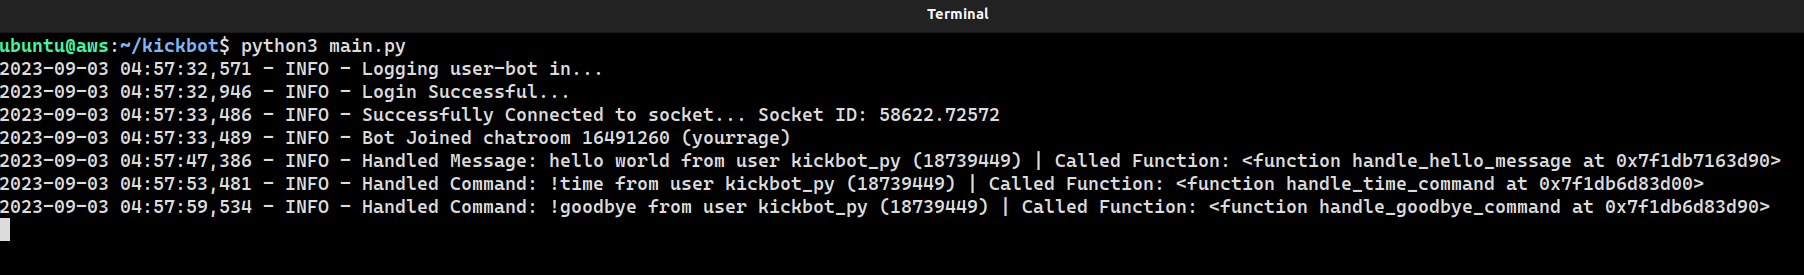 Terminal
ubuntu@aws:~/kickbot$ python3 main.py
2023-09-03 04:57:32,571 - INFO - Logging user-bot in...
2023-09-03 04:57:32,946 - INFO - Login Successful...
2023-09-03 04:57:33,486 - INFO - Successfully Connected to socket... Socket ID: 58622.72572
2023-09-03 04:57:33,489 - INFO - Bot Joined chatroom 16491260 (yourrage)
2023-09-03 04:57:47,386 - INFO - Handled Message: hello world from user kickbot_py (18739449) | Called Function: <function handle_hello_message at 0x7f1db7163d90>
2023-09-03 04:57:53,481 - INFO - Handled Command: !time from user kickbot_py (18739449) | Called Function: <function handle_time_command at 0x7f1db6d83d00>
2023-09-03 04:57:59,534 - INFO - Handled Command: !goodbye from user kickbot_py (18739449) | Called Function: <function handle_goodbye_command at 0x7f1db6d83d90>